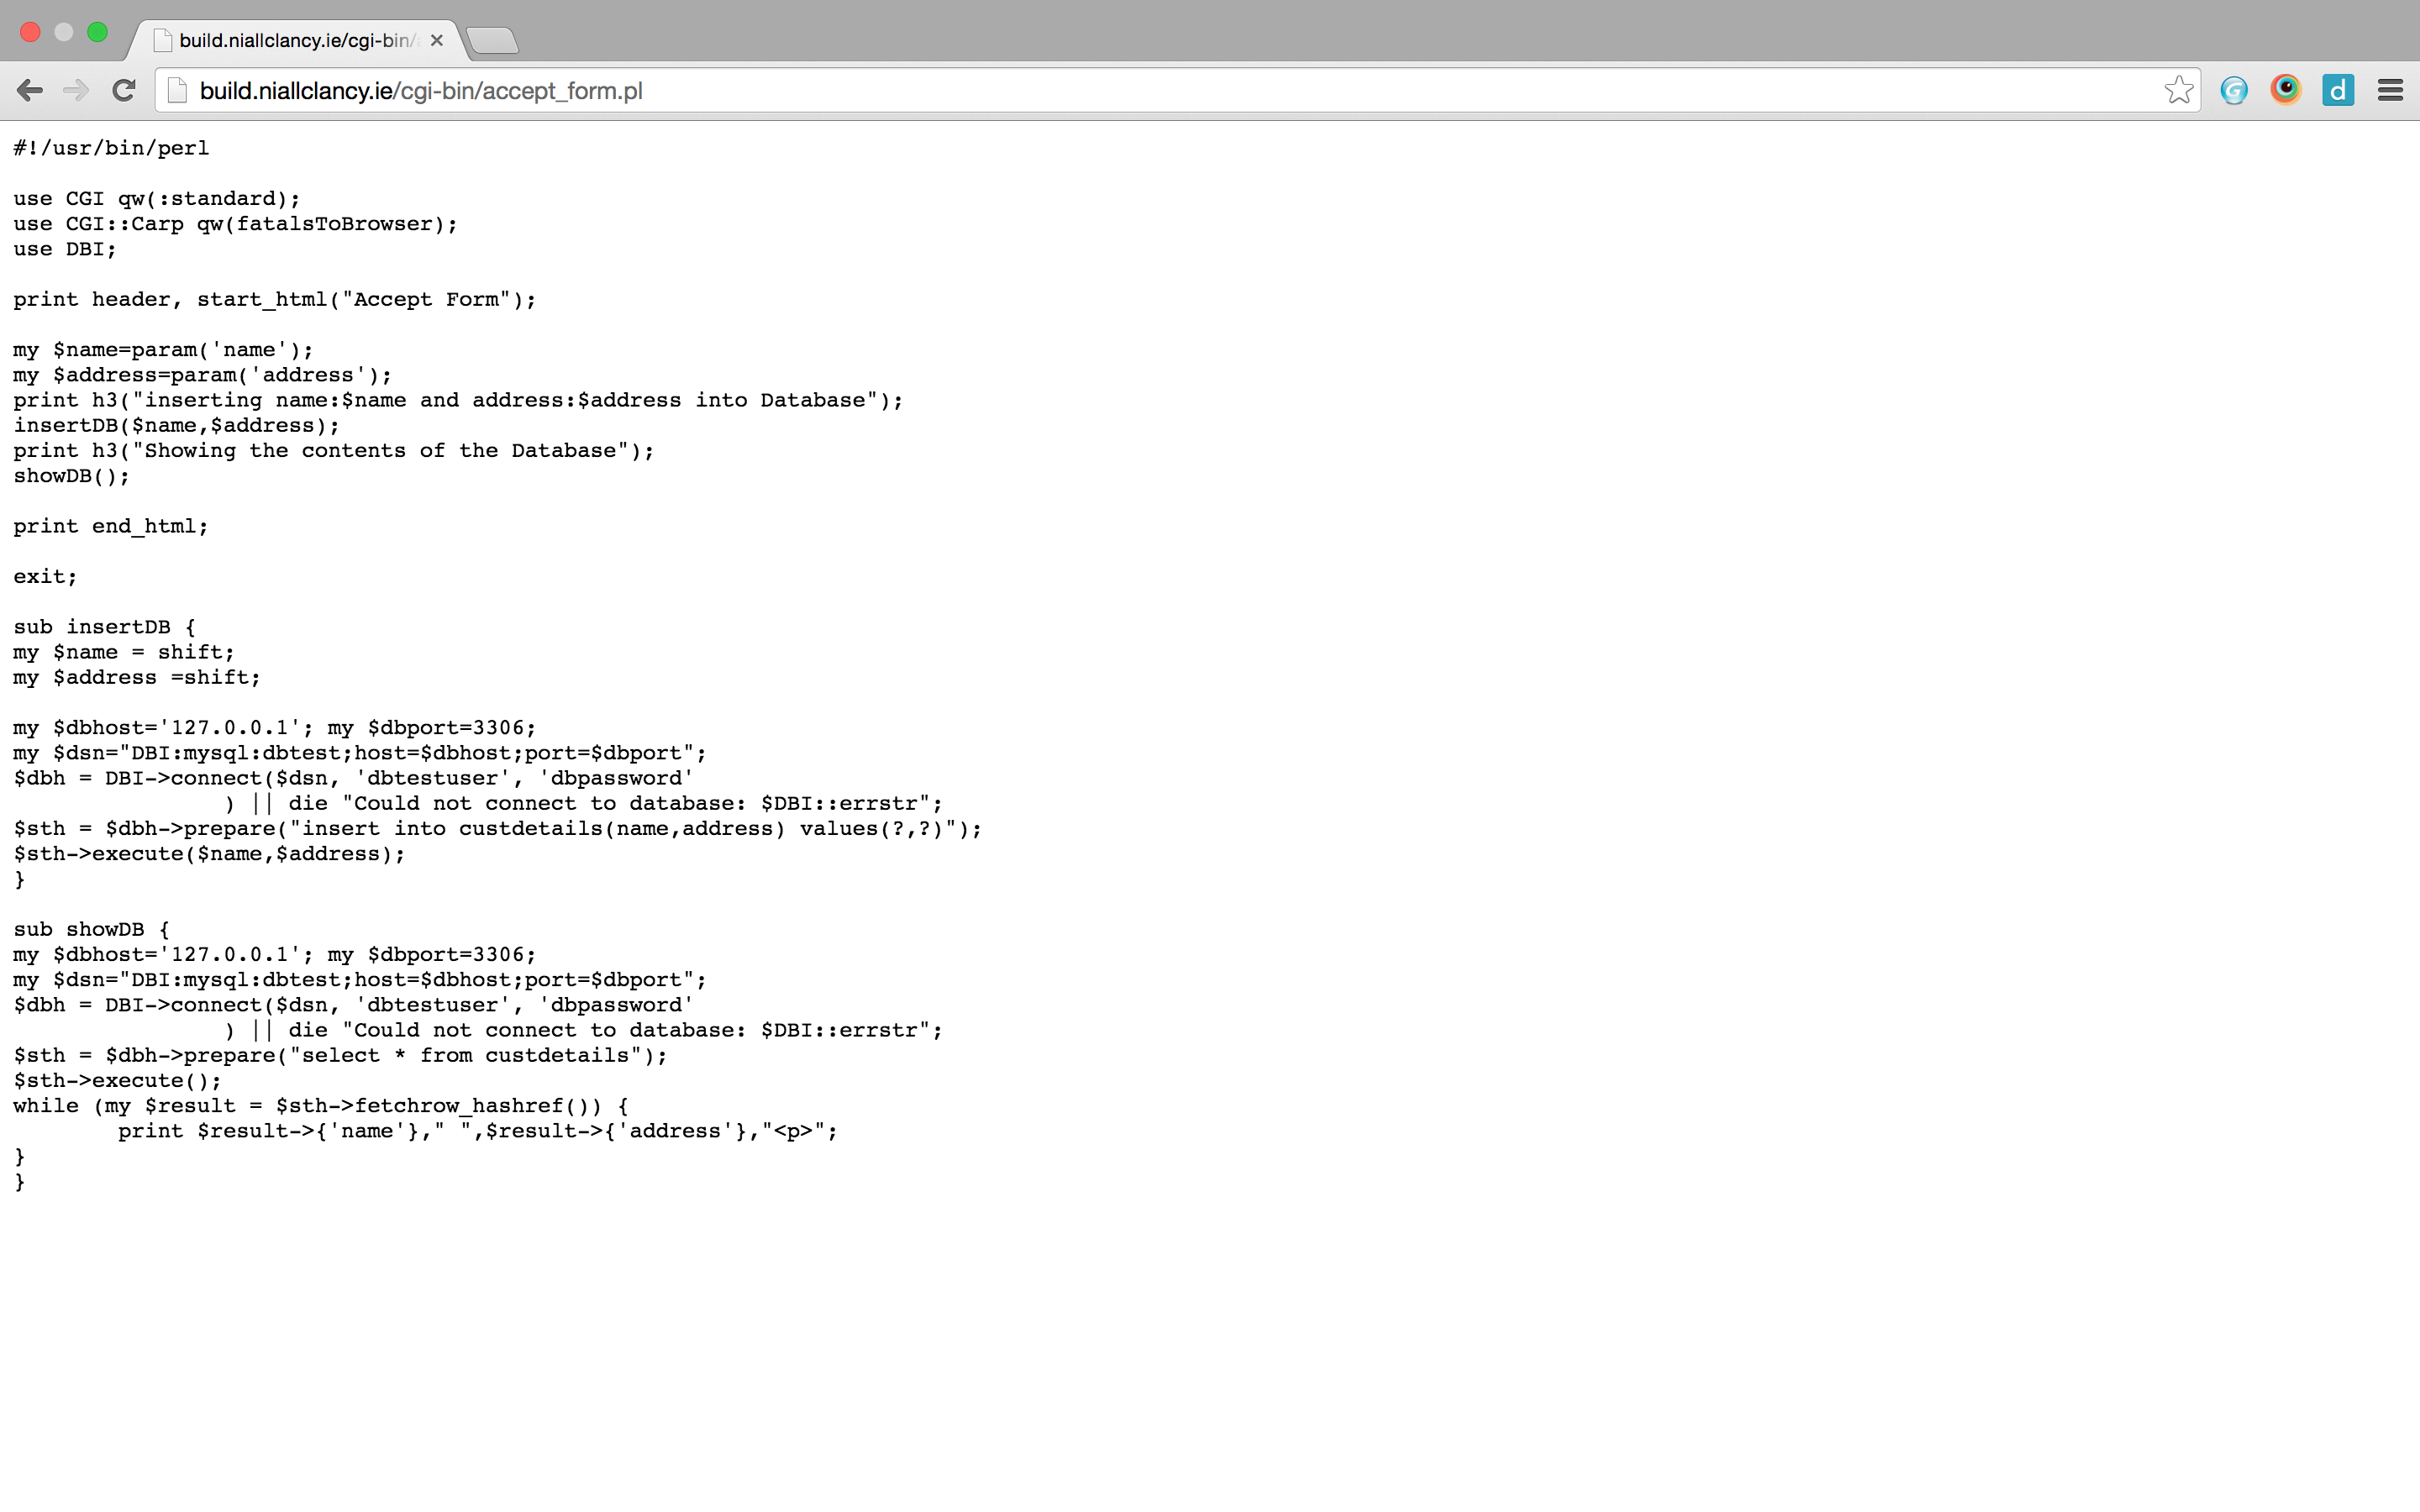 build.niallclancy.ie/cgi-bin/
build.niallclancy.ie/cgi-bin/accept_form.pl
G
d
#!/usr/bin/perl

use CGI qw(:standard);
use CGI::Carp qw(fatalsToBrowser);
use DBI;

print header, start_html("Accept Form");

my $name=param('name');
my $address=param('address');
print h3("inserting name:$name and address:$address into Database");
insertDB($name,$address);
print h3("Showing the contents of the Database");
showDB();

print end_html;

exit;

sub insertDB {
my $name = shift;
my $address =shift;

my $dbhost='127.0.0.1'; my $dbport=3306;
my $dsn="DBI:mysql:dbtest;host=$dbhost;port=$dbport";
$dbh = DBI->connect($dsn, 'dbtestuser', 'dbpassword'
                ) || die "Could not connect to database: $DBI::errstr";
$sth = $dbh->prepare("insert into custdetails(name,address) values(?,?)");
$sth->execute($name,$address);
}

sub showDB {
my $dbhost='127.0.0.1'; my $dbport=3306;
my $dsn="DBI:mysql:dbtest;host=$dbhost;port=$dbport";
$dbh = DBI->connect($dsn, 'dbtestuser', 'dbpassword'
                ) || die "Could not connect to database: $DBI::errstr";
$sth = $dbh->prepare("select * from custdetails");
$sth->execute();
while (my $result = $sth->fetchrow_hashref()) {
        print $result->{'name'}," ",$result->{'address'},"<p>";
}
}